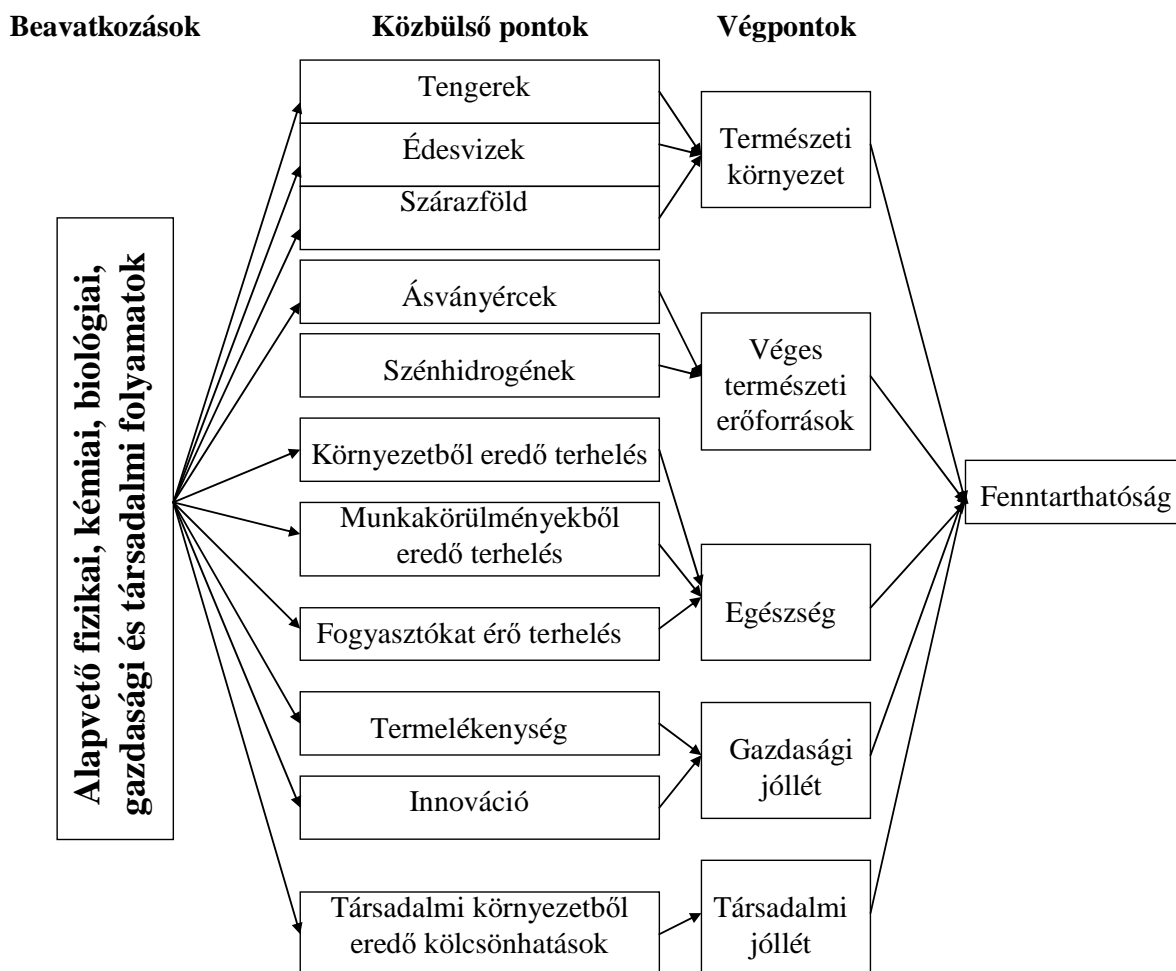 Beavatkozások
Közbülső pontok
Végpontok
Alapvető fizikai, kémiai, biológiai,
gazdasági és társadalmi folyamatok
Tengerek
Édesvizek
Szárazföld
Ásványércek
Szénhidrogének
Környezetből eredő terhelés
Munkakörülményekből
eredő terhelés
Fogyasztókat érő terhelés
Termelékenység
Innováció
Társadalmi környezetből
eredő kölcsönhatások
Természeti
környezet
Véges
természeti
erőforrások
Egészség
Gazdasági
jóllét
Társadalmi
jóllét
Fenntarthatóság